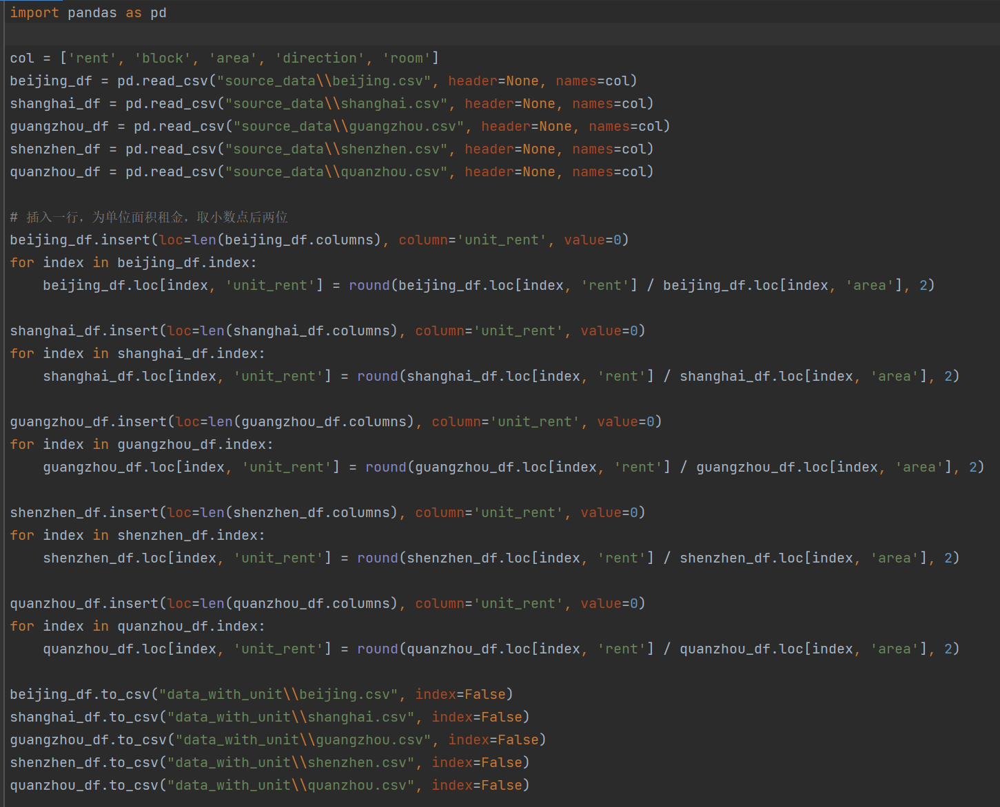 import pandas as pd
col = ['rent', 'block', 'area', 'direction', 'room']
beijing_df = pd.read_csv("source_data\\beijing.csv", header=None, names=col)
shanghai_df = pd.read_csv("source_data\\shanghai.csv", header=None, names=col)
guangzhou_df = pd.read_csv("source_data\\guangzhou.csv", header=None, names=col)
shenzhen_df = pd.read_csv("source_data\\shenzhen.csv", header=None, names=col)
quanzhou_df = pd.read_csv("source_data\\quanzhou.csv", header=None, names=col)
# 插入一行，为单位面积租金，取小数点后两位
beijing_df.insert(loc=len(beijing_df.columns), column='unit_rent', value=0)
for index in beijing_df.index:
    beijing_df.loc[index, 'unit_rent'] = round(beijing_df.loc[index, 'rent'] / beijing_df.loc[index, 'area'], 2)
shanghai_df.insert(loc=len(shanghai_df.columns), column='unit_rent', value=0)
for index in shanghai_df.index:
    shanghai_df.loc[index, 'unit_rent'] = round(shanghai_df.loc[index, 'rent'] / shanghai_df.loc[index, 'area'], 2)
guangzhou_df.insert(loc=len(guangzhou_df.columns), column='unit_rent', value=0)
for index in guangzhou_df.index:
    guangzhou_df.loc[index, 'unit_rent'] = round(guangzhou_df.loc[index, 'rent'] / guangzhou_df.loc[index, 'area'], 2)
shenzhen_df.insert(loc=len(shenzhen_df.columns), column='unit_rent', value=0)
for index in shenzhen_df.index:
    shenzhen_df.loc[index, 'unit_rent'] = round(shenzhen_df.loc[index, 'rent'] / shenzhen_df.loc[index, 'area'], 2)
quanzhou_df.insert(loc=len(quanzhou_df.columns), column='unit_rent', value=0)
for index in quanzhou_df.index:
    quanzhou_df.loc[index, 'unit_rent'] = round(quanzhou_df.loc[index, 'rent'] / quanzhou_df.loc[index, 'area'], 2)
beijing_df.to_csv("data_with_unit\\beijing.csv", index=False)
shanghai_df.to_csv("data_with_unit\\shanghai.csv", index=False)
guangzhou_df.to_csv("data_with_unit\\guangzhou.csv", index=False)
shenzhen_df.to_csv("data_with_unit\\shenzhen.csv", index=False)
quanzhou_df.to_csv("data_with_unit\\quanzhou.csv", index=False)